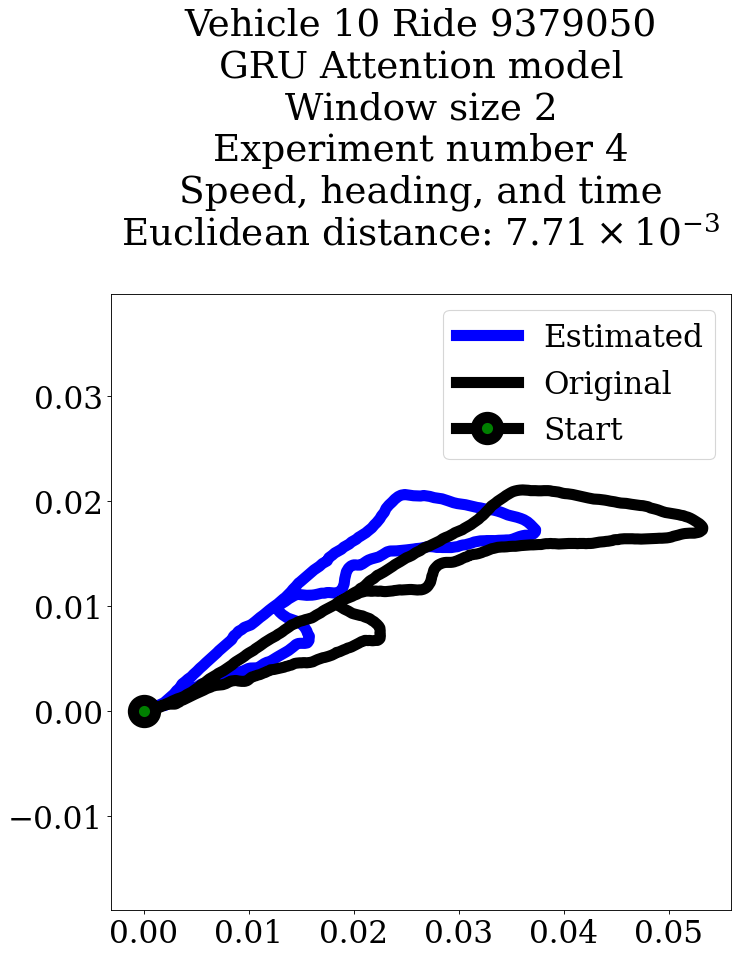 Vehicle 10 Ride 9379050
GRU Attention model
Window size 2
Experiment number 4
Speed, heading, and time
Euclidean distance: 7.71 × 10⁻³
Estimated
Original
Start
0.03
0.02
0.01
0.00
−0.01
0.00 0.01 0.02 0.03 0.04 0.05